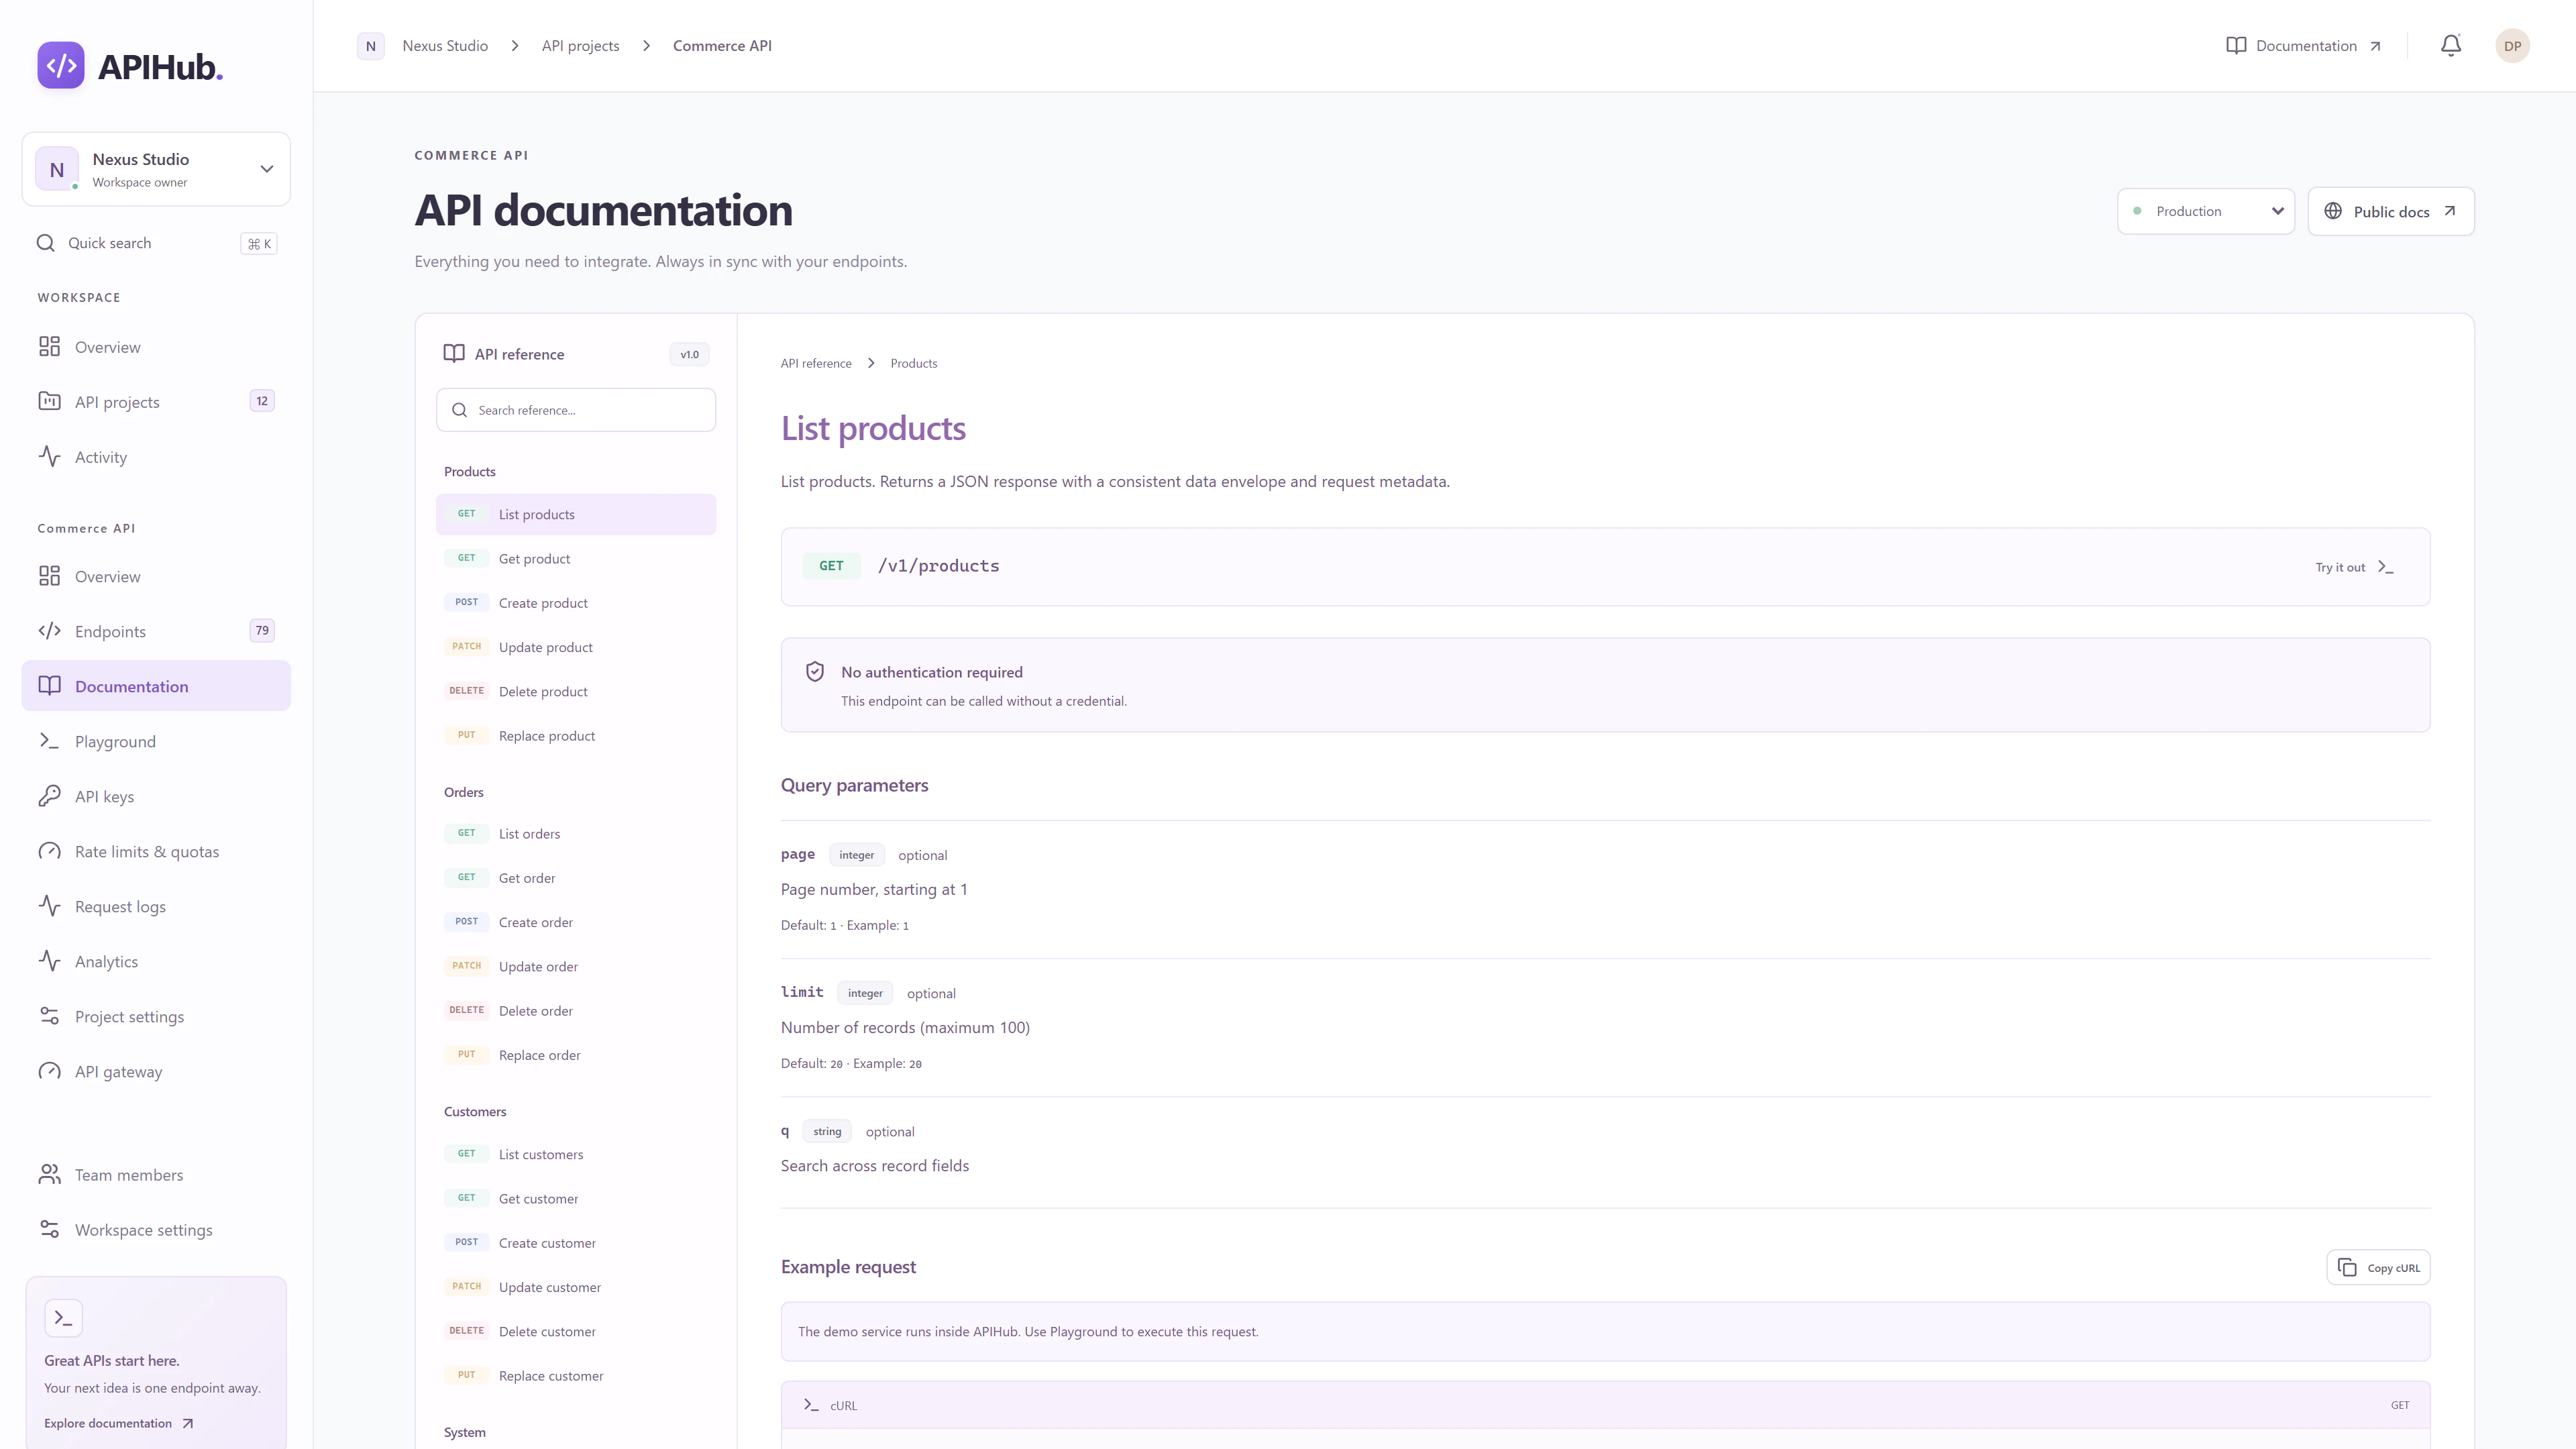 APIHub.
N
Nexus Studio
Workspace owner
Quick search
⌘ K
WORKSPACE
Overview
API projects
12
Activity
Commerce API
Overview
Endpoints
79
Documentation
Playground
API keys
Rate limits & quotas
Request logs
Analytics
Project settings
API gateway
Team members
Workspace settings
Great APIs start here.
Your next idea is one endpoint away.
Explore documentation
N Nexus Studio > API projects > Commerce API
Documentation
DP
COMMERCE API
API documentation
Everything you need to integrate. Always in sync with your endpoints.
Production
Public docs
API reference
v1.0
Search reference...
Products
GET List products
GET Get product
POST Create product
PATCH Update product
DELETE Delete product
PUT Replace product
Orders
GET List orders
GET Get order
POST Create order
PATCH Update order
DELETE Delete order
PUT Replace order
Customers
GET List customers
GET Get customer
POST Create customer
PATCH Update customer
DELETE Delete customer
PUT Replace customer
System
API reference > Products
List products
List products. Returns a JSON response with a consistent data envelope and request metadata.
GET /v1/products
Try it out
No authentication required
This endpoint can be called without a credential.
Query parameters
page integer optional
Page number, starting at 1
Default: 1 · Example: 1
limit integer optional
Number of records (maximum 100)
Default: 20 · Example: 20
q string optional
Search across record fields
Example request
Copy cURL
The demo service runs inside APIHub. Use Playground to execute this request.
cURL
GET